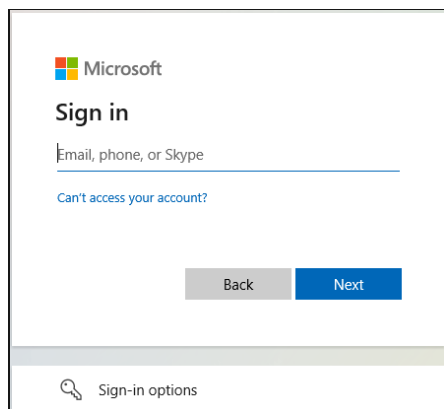 Microsoft
Sign in
Email, phone, or Skype
Can't access your account?
Back Next
Sign-in options